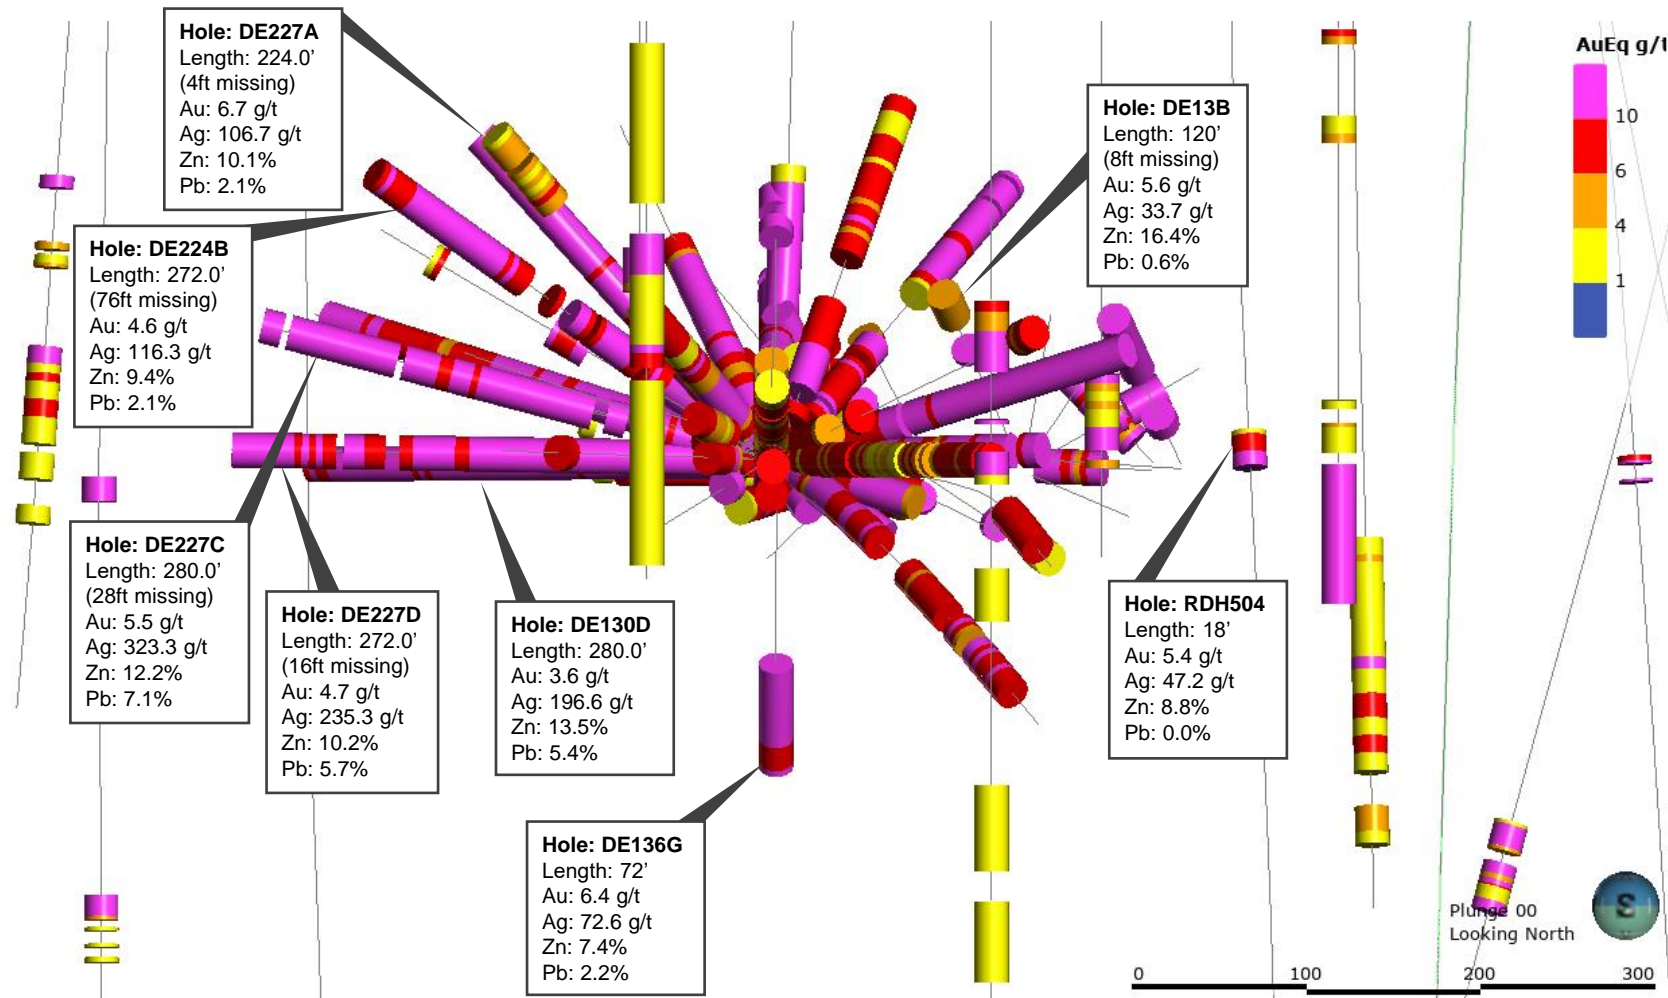 Hole: DE227A
Length: 224.0’
(4ft missing)
Au: 6.7 g/t
Ag: 106.7 g/t
Zn: 10.1%
Pb: 2.1%
Hole: DE224B
Length: 272.0’
(76ft missing)
Au: 4.6 g/t
Ag: 116.3 g/t
Zn: 9.4%
Pb: 2.1%
Hole: DE227C
Length: 280.0’
(28ft missing)
Au: 5.5 g/t
Ag: 323.3 g/t
Zn: 12.2%
Pb: 7.1%
Hole: DE227D
Length: 272.0’
(16ft missing)
Au: 4.7 g/t
Ag: 235.3 g/t
Zn: 10.2%
Pb: 5.7%
Hole: DE130D
Length: 280.0’
Au: 3.6 g/t
Ag: 196.6 g/t
Zn: 13.5%
Pb: 5.4%
Hole: DE136G
Length: 72’
Au: 6.4 g/t
Ag: 72.6 g/t
Zn: 7.4%
Pb: 2.2%
Hole: DE13B
Length: 120’
(8ft missing)
Au: 5.6 g/t
Ag: 33.7 g/t
Zn: 16.4%
Pb: 0.6%
Hole: RDH504
Length: 18’
Au: 5.4 g/t
Ag: 47.2 g/t
Zn: 8.8%
Pb: 0.0%
AuEq g/t
10
6
4
1
Plunge 00
Looking North
S
0 100 200 300